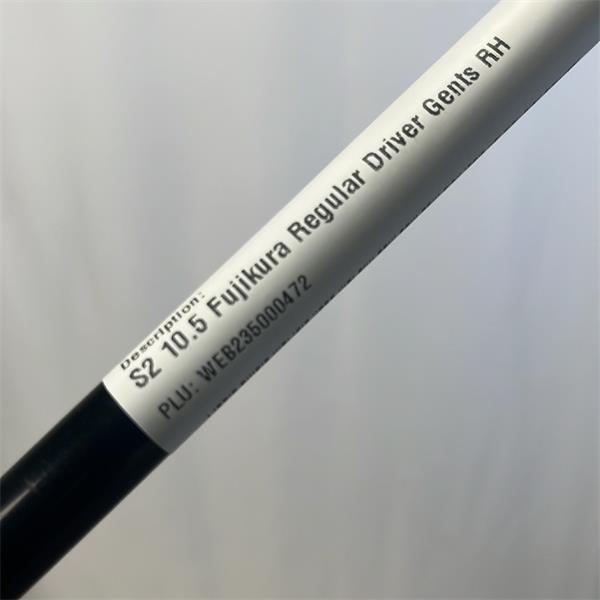 Description:
S2 10.5 Fujikura Regular Driver Gents RH
PLU: WEB235000472